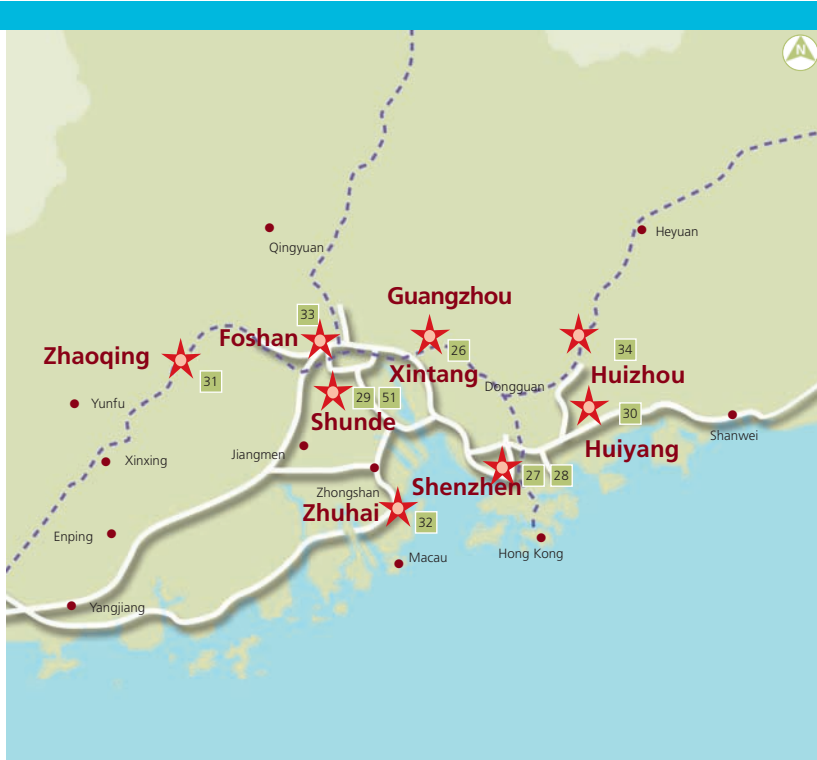 N
Qingyuan
Heyuan
Guangzhou
33
Foshan
26
34
Zhaoqing
31
Xintang
Dongguan
Huizhou
Yunfu
29 51
Shunde
30
Huiyang
Shanwei
Jiangmen
Xinxing
Zhongshan
Shenzhen
27 28
Zhuhai
32
Enping
Macau
Hong Kong
Yangjiang